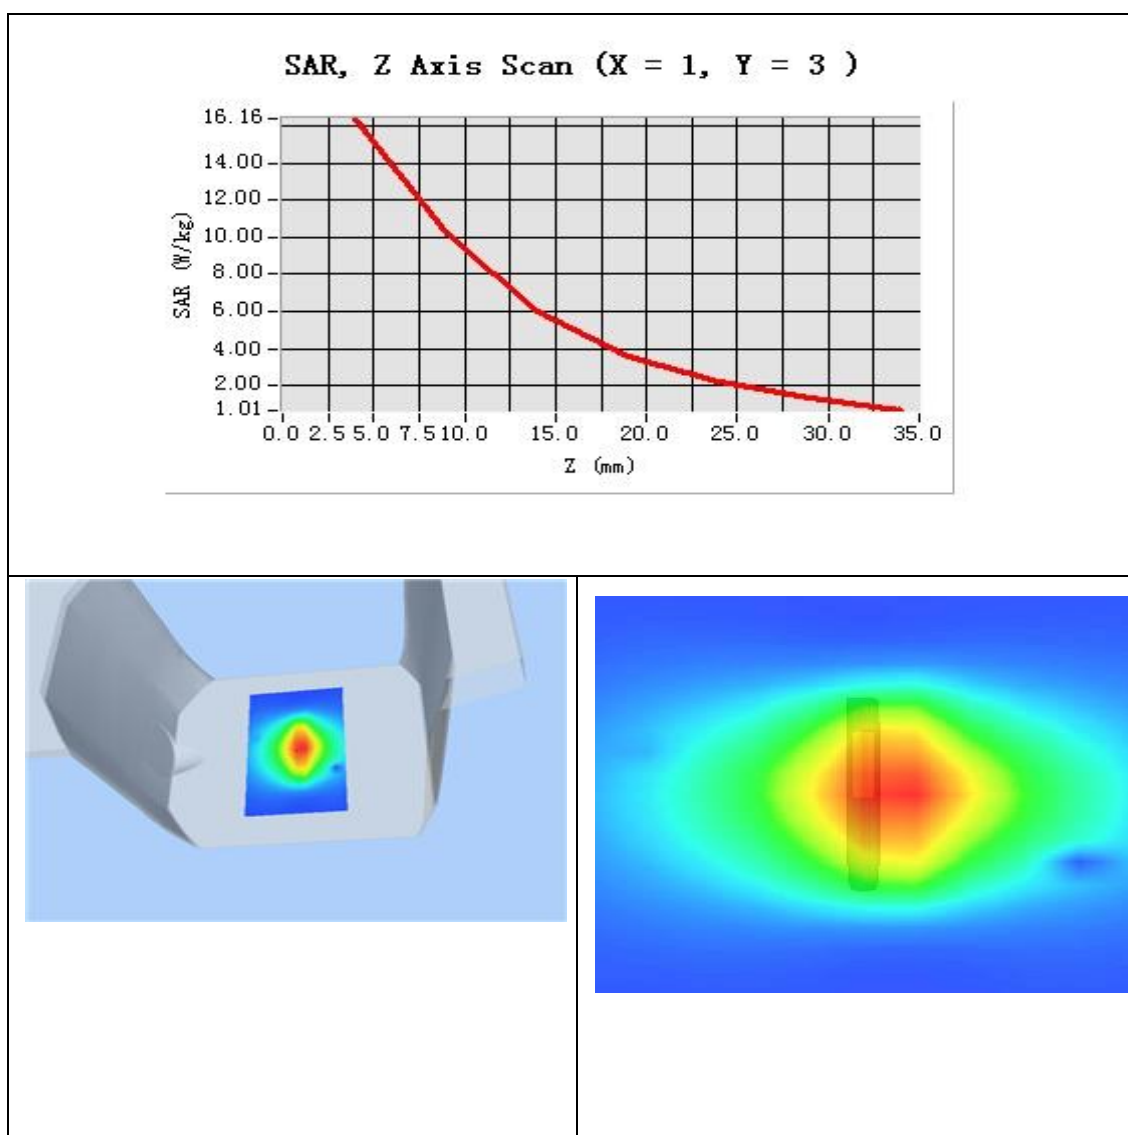 SAR, Z Axis Scan (X = 1, Y = 3 )
16.16
14.00
12.00
10.00
8.00
6.00
4.00
2.00
1.01
SAR (W/kg)
0.0 2.5 5.0 7.5 10.0 15.0 20.0 25.0 30.0 35.0
Z (mm)